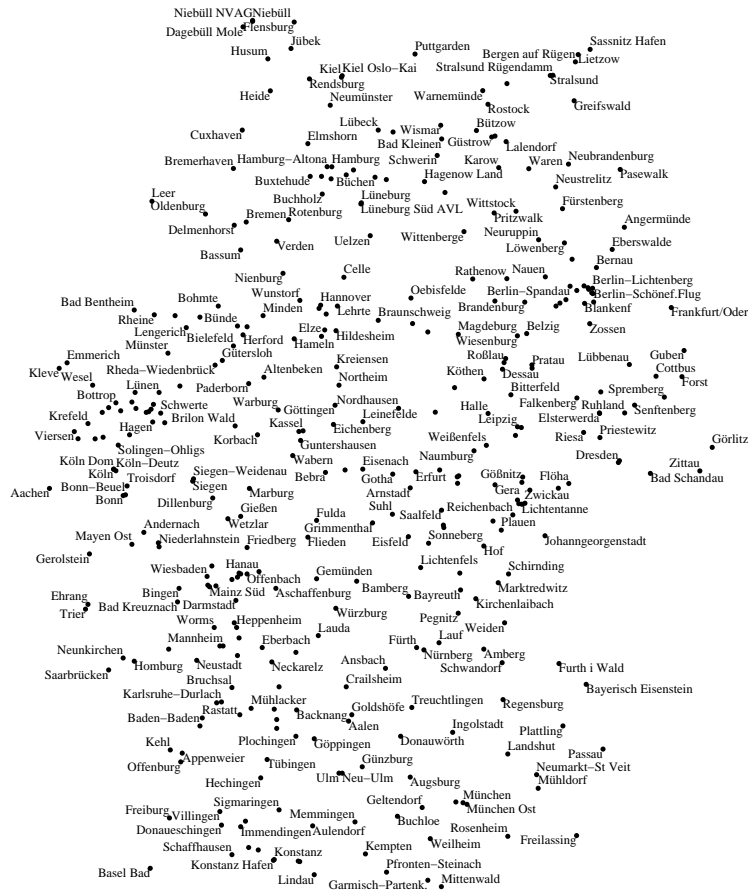 Niebüll NVAG Niebüll
Dagebüll Mole Flensburg
Jübek
Husum
Puttgarden
Sassnitz Hafen
Bergen auf Rügen
Lietzow
Kiel Kiel Oslo-Kai
Stralsund Rügendamm
Stralsund
Rendsburg
Heide
Neumünster
Warnemünde
Greifswald
Rostock
Cuxhaven
Lübeck
Wismar
Bützow
Elmshorn
Bad Kleinen
Güstrow
Lalendorf
Bremerhaven
Hamburg-Altona
Hamburg
Schwerin
Karow
Waren
Neubrandenburg
Pasewalk
Buxtehude
Büchen
Hagenow Land
Neustrelitz
Leer
Buchholz
Lüneburg
Oldenburg
Rotenburg
Lüneburg Süd AVL
Wittstock
Fürstenberg
Delmenhorst
Bremen
Pritzwalk
Angermünde
Verden
Uelzen
Wittenberge
Neuruppin
Bassum
Löwenberg
Eberswalde
Bernau
Nienburg
Celle
Rathenow
Nauen
Berlin-Lichtenberg
Wunstorf
Hannover
Oebisfelde
Berlin-Spandau
Berlin-Schönef.Flug
Bad Bentheim
Bohmte
Minden
Lehrte
Brandenburg
Blankenf
Frankfurt/Oder
Rheine
Bünde
Braunschweig
Lengerich
Elze
Magdeburg
Belzig
Zossen
Münster
Bielefeld
Herford
Hameln
Hildesheim
Wiesenburg
Emmerich
Gütersloh
Kreiensen
Roßlau
Pratau
Lübbenau
Guben
Kleve
Wesel
Rheda-Wiedenbrück
Altenbeken
Köthen
Dessau
Cottbus
Forst
Lünen
Paderborn
Northeim
Bitterfeld
Spremberg
Bottrop
Schwerte
Warburg
Göttingen
Nordhausen
Falkenberg
Ruhland
Senftenberg
Krefeld
Brilon Wald
Leinefelde
Halle
Elsterwerda
Viersen
Hagen
Kassel
Eichenberg
Leipzig
Riesa
Priestewitz
Solingen-Ohligs
Korbach
Guntershausen
Weißenfels
Görlitz
Köln Dom
Köln-Deutz
Wabern
Naumburg
Dresden
Zittau
Köln
Troisdorf
Siegen-Weidenau
Bebra
Eisenach
Gotha
Erfurt
Gößnitz
Flöha
Bad Schandau
Aachen
Bonn-Beuel
Siegen
Marburg
Arnstadt
Gera
Zwickau
Bonn
Dillenburg
Gießen
Fulda
Suhl
Saalfeld
Reichenbach
Lichtentanne
Andernach
Wetzlar
Grimmenthal
Plauen
Mayen Ost
Niederlahnstein
Friedberg
Flieden
Eisfeld
Sonneberg
Johanngeorgenstadt
Gerolstein
Hof
Wiesbaden
Hanau
Lichtenfels
Schirnding
Offenbach
Gemünden
Ehrang
Bingen
Mainz Süd
Aschaffenburg
Bamberg
Bayreuth
Marktredwitz
Trier
Bad Kreuznach
Darmstadt
Würzburg
Kirchenlaibach
Worms
Heppenheim
Pegnitz
Weiden
Mannheim
Lauda
Neunkirchen
Eberbach
Fürth
Lauf
Saarbrücken
Homburg
Neustadt
Neckarelz
Ansbach
Nürnberg
Amberg
Schwandorf
Furth i Wald
Bruchsal
Crailsheim
Bayerisch Eisenstein
Karlsruhe-Durlach
Mühlacker
Treuchtlingen
Regensburg
Baden-Baden
Rastatt
Backnang
Goldshöfe
Aalen
Ingolstadt
Plattling
Kehl
Plochingen
Göppingen
Donauwörth
Landshut
Passau
Offenburg
Appenweier
Tübingen
Günzburg
Neumarkt-St Veit
Hechingen
Ulm
Neu-Ulm
Augsburg
Mühldorf
Freiburg
Sigmaringen
Geltendorf
München
Villingen
Memmingen
München Ost
Donaueschingen
Immendingen
Aulendorf
Buchloe
Rosenheim
Freilassing
Schaffhausen
Kempten
Weilheim
Konstanz Hafen
Konstanz
Basel Bad
Lindau
Pfronten-Steinach
Garmisch-Partenk.
Mittenwald